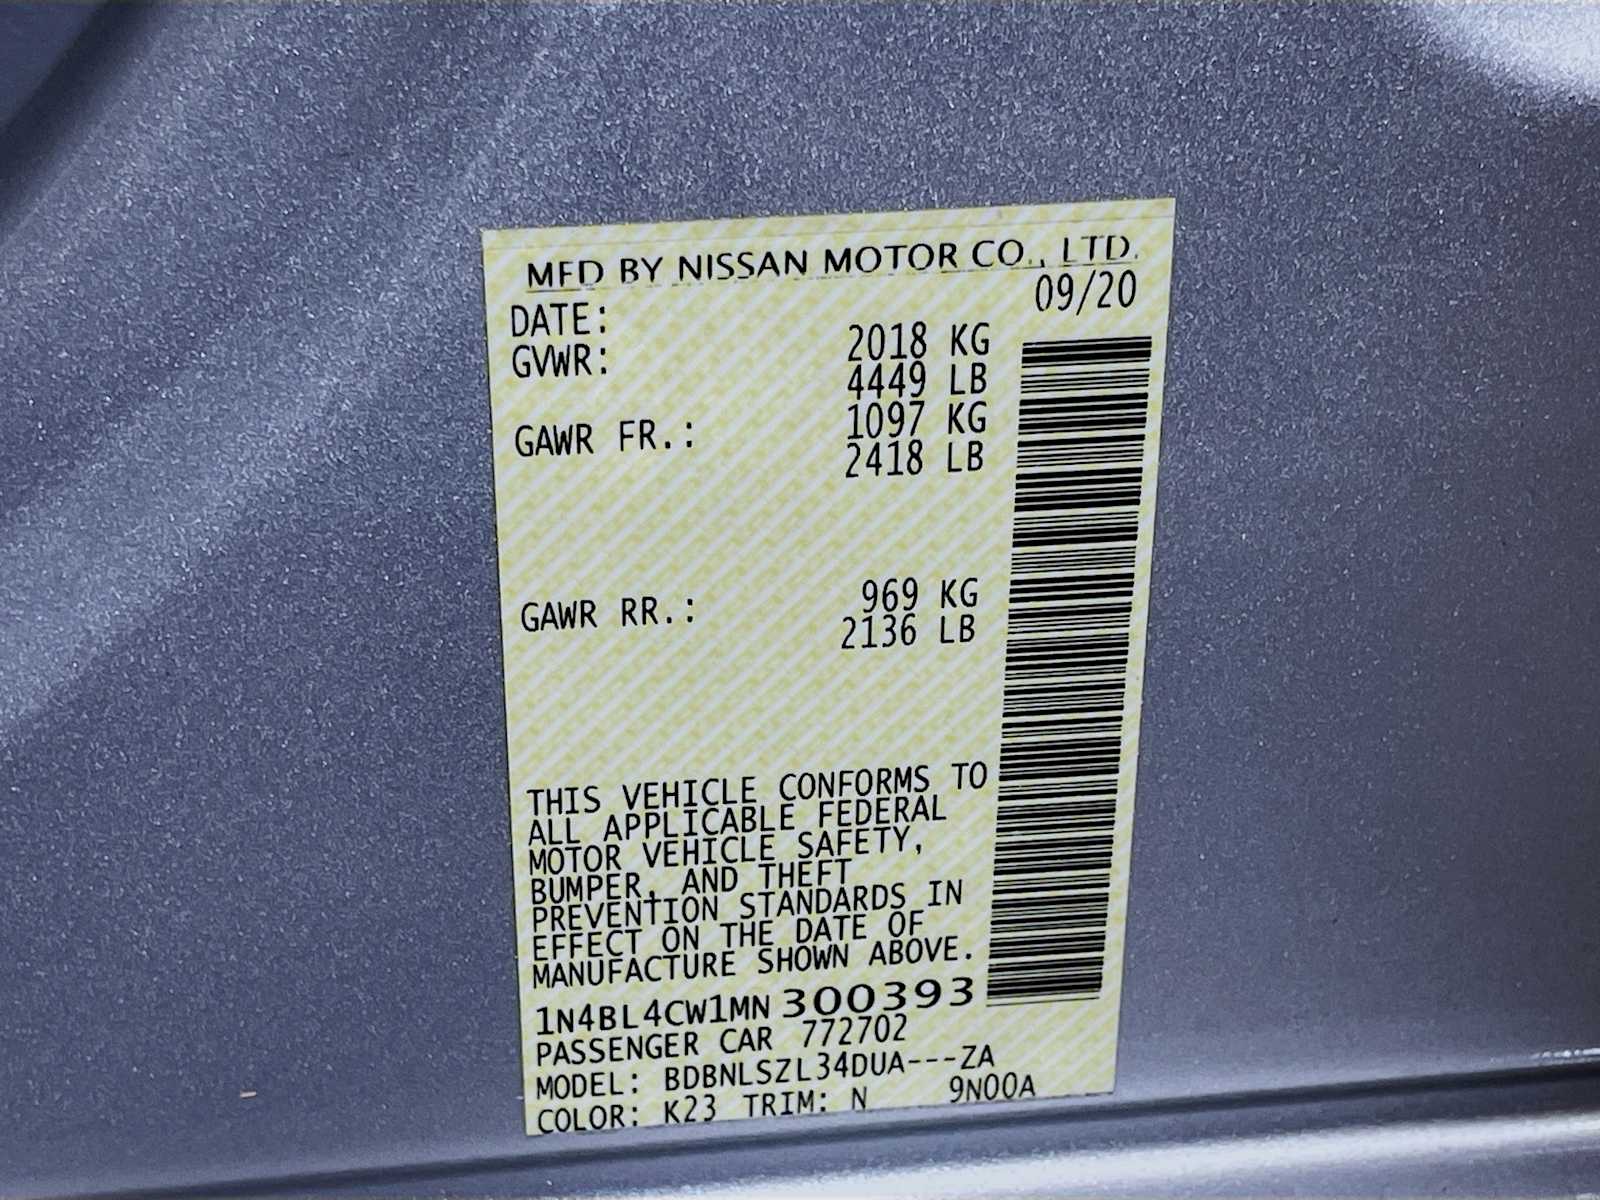 MFD BY NISSAN MOTOR CO., LTD.
DATE: 09/20
GVWR: 2018 KG
4449 LB
GAWR FR.: 1097 KG
2418 LB
GAWR RR.: 969 KG
2136 LB
THIS VEHICLE CONFORMS TO
ALL APPLICABLE FEDERAL
MOTOR VEHICLE SAFETY,
BUMPER, AND THEFT
PREVENTION STANDARDS IN
EFFECT ON THE DATE OF
MANUFACTURE SHOWN ABOVE.
1N4BL4CW1MN300393
PASSENGER CAR 772702
MODEL: BDBNLSZL34DUA---ZA
COLOR: K23 TRIM: N 9N00A